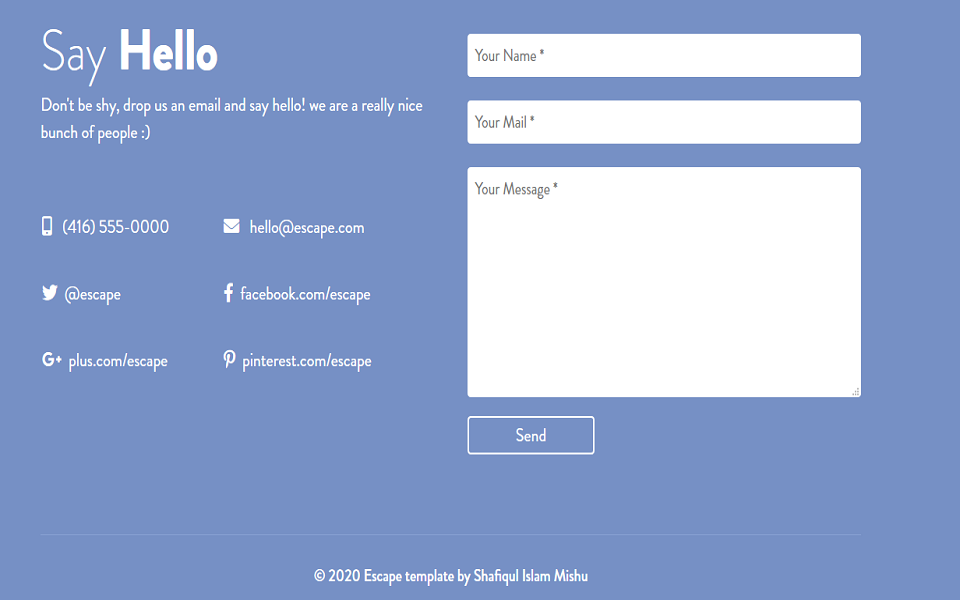 Say Hello
Don't be shy, drop us an email and say hello! we are a really nice
bunch of people :)
(416) 555-0000
hello@escape.com
@escape
facebook.com/escape
G+ plus.com/escape
pinterest.com/escape
Your Name *
Your Mail *
Your Message *
Send
© 2020 Escape template by Shafiqul Islam Mishu